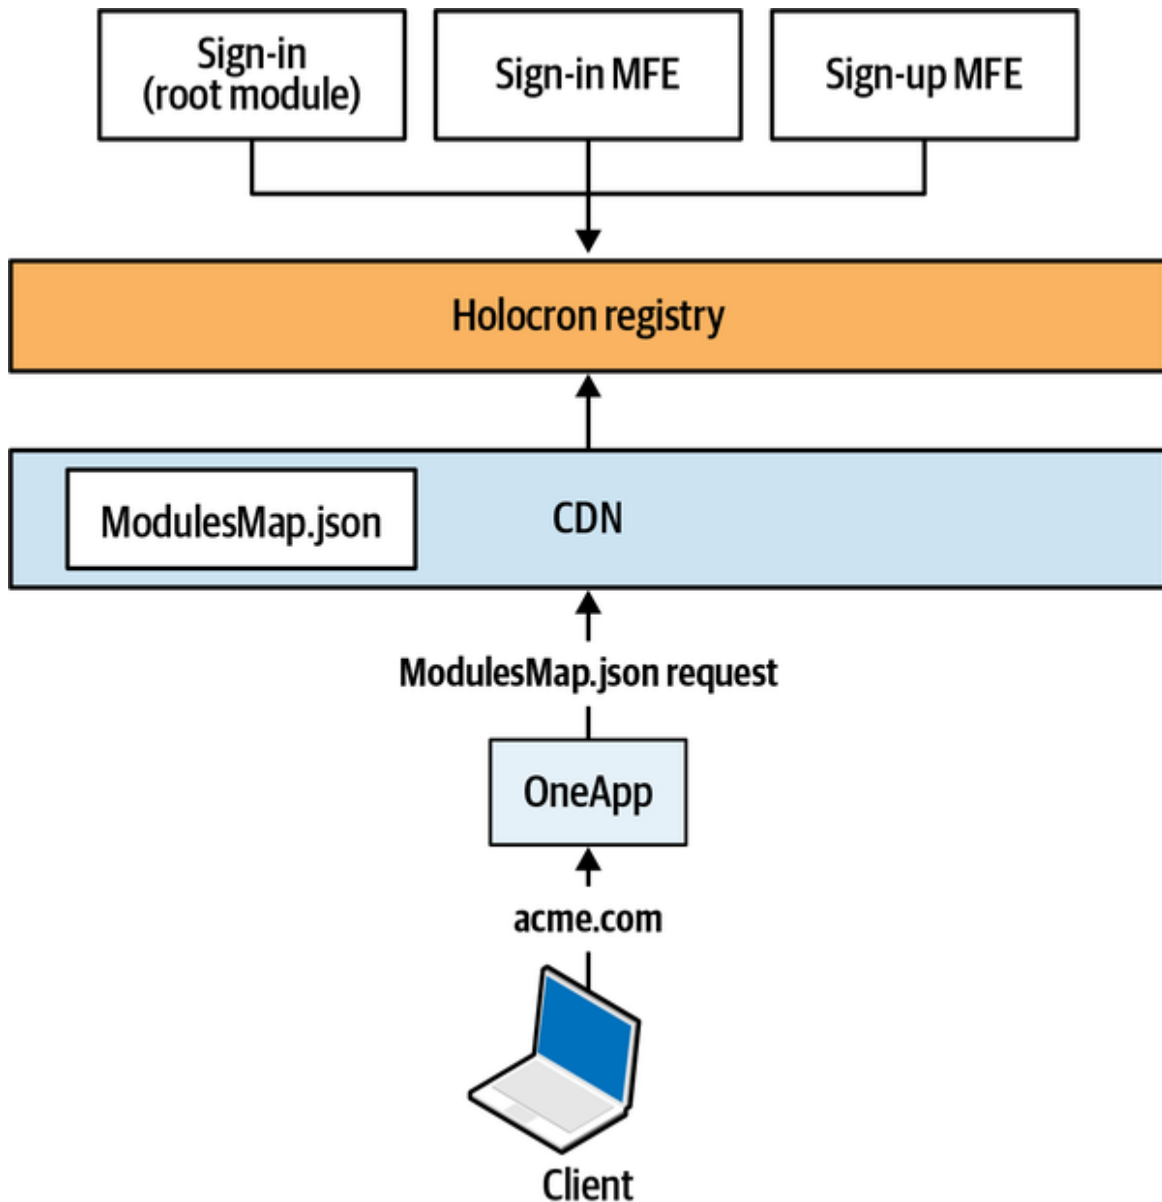 Sign-in
(root module)
Sign-in MFE
Sign-up MFE
Holocron registry
ModulesMap.json
CDN
ModulesMap.json request
OneApp
acme.com
Client